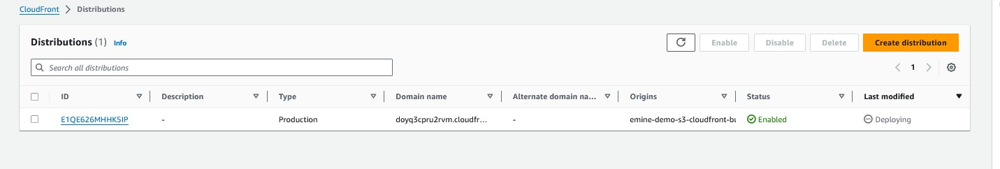 CloudFront > Distributions
Distributions (1) Info
Enable Disable Delete Create distribution
Search all distributions
1
ID Description Type Domain name Alternate domain na... Origins Status Last modified
E1QE626MHHK5IP - Production doyq3cpru2rvm.cloudfr... - emine-demo-s3-cloudfront-bu Enabled Deploying